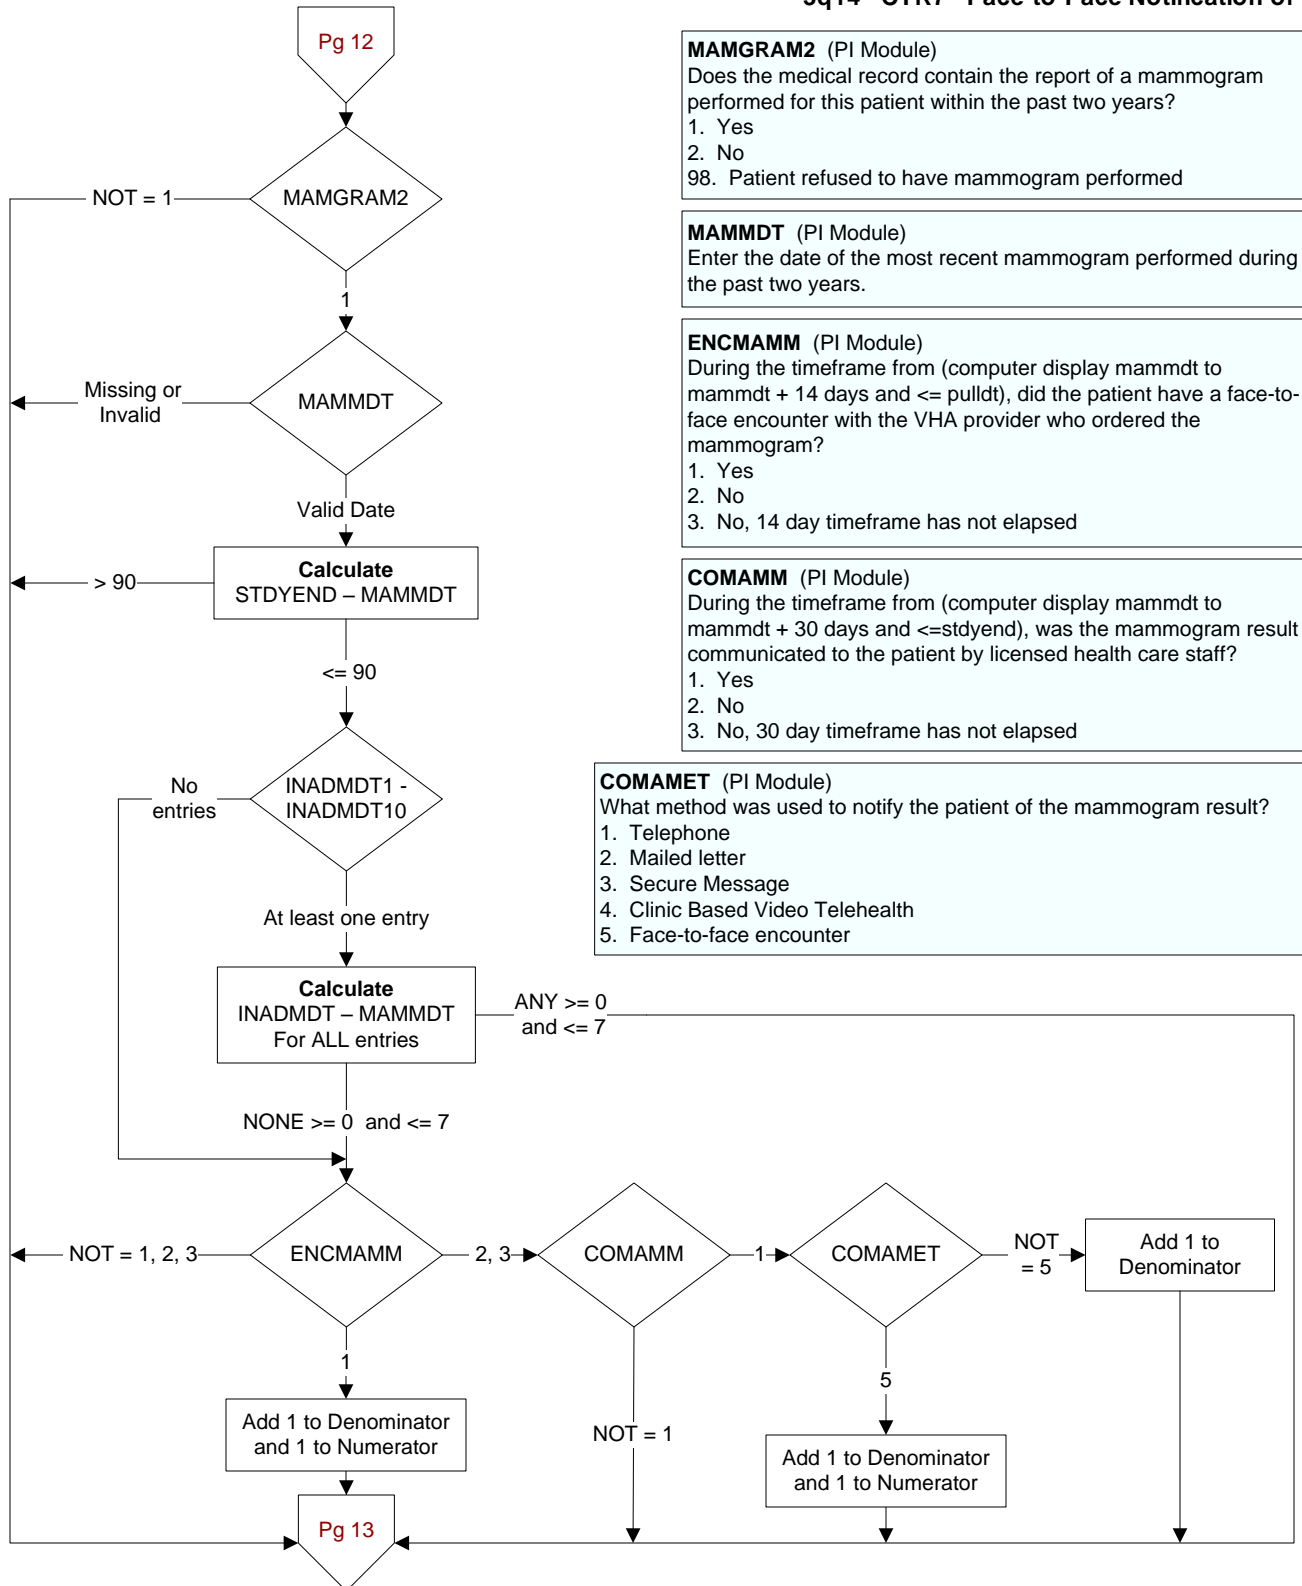 3q14 - CTR7 - Face-to-Face Notification of
Pg 12
MAMGRAM2 (PI Module)
Does the medical record contain the report of a mammogram
performed for this patient within the past two years?
1. Yes
2. No
98. Patient refused to have mammogram performed
NOT = 1
MAMGRAM2
1
MAMMDT (PI Module)
Enter the date of the most recent mammogram performed during
the past two years.
Missing or
Invalid
MAMMDT
Valid Date
ENCMAMM (PI Module)
During the timeframe from (computer display mammdt to
mammdt + 14 days and <= pulldt), did the patient have a face-to-
face encounter with the VHA provider who ordered the
mammogram?
1. Yes
2. No
3. No, 14 day timeframe has not elapsed
> 90
Calculate
STDYEND – MAMMDT
<= 90
COMAMM (PI Module)
During the timeframe from (computer display mammdt to
mammdt + 30 days and <=stdyend), was the mammogram result
communicated to the patient by licensed health care staff?
1. Yes
2. No
3. No, 30 day timeframe has not elapsed
No
entries
INADMDT1 -
INADMDT10
At least one entry
COMAMET (PI Module)
What method was used to notify the patient of the mammogram result?
1. Telephone
2. Mailed letter
3. Secure Message
4. Clinic Based Video Telehealth
5. Face-to-face encounter
Calculate
INADMDT – MAMMDT
For ALL entries
ANY >= 0
and <= 7
NONE >= 0 and <= 7
NOT = 1, 2, 3
ENCMAMM
2, 3
COMAMM
1
COMAMET
NOT
= 5
Add 1 to
Denominator
1
5
Add 1 to Denominator
and 1 to Numerator
NOT = 1
Add 1 to Denominator
and 1 to Numerator
Pg 13